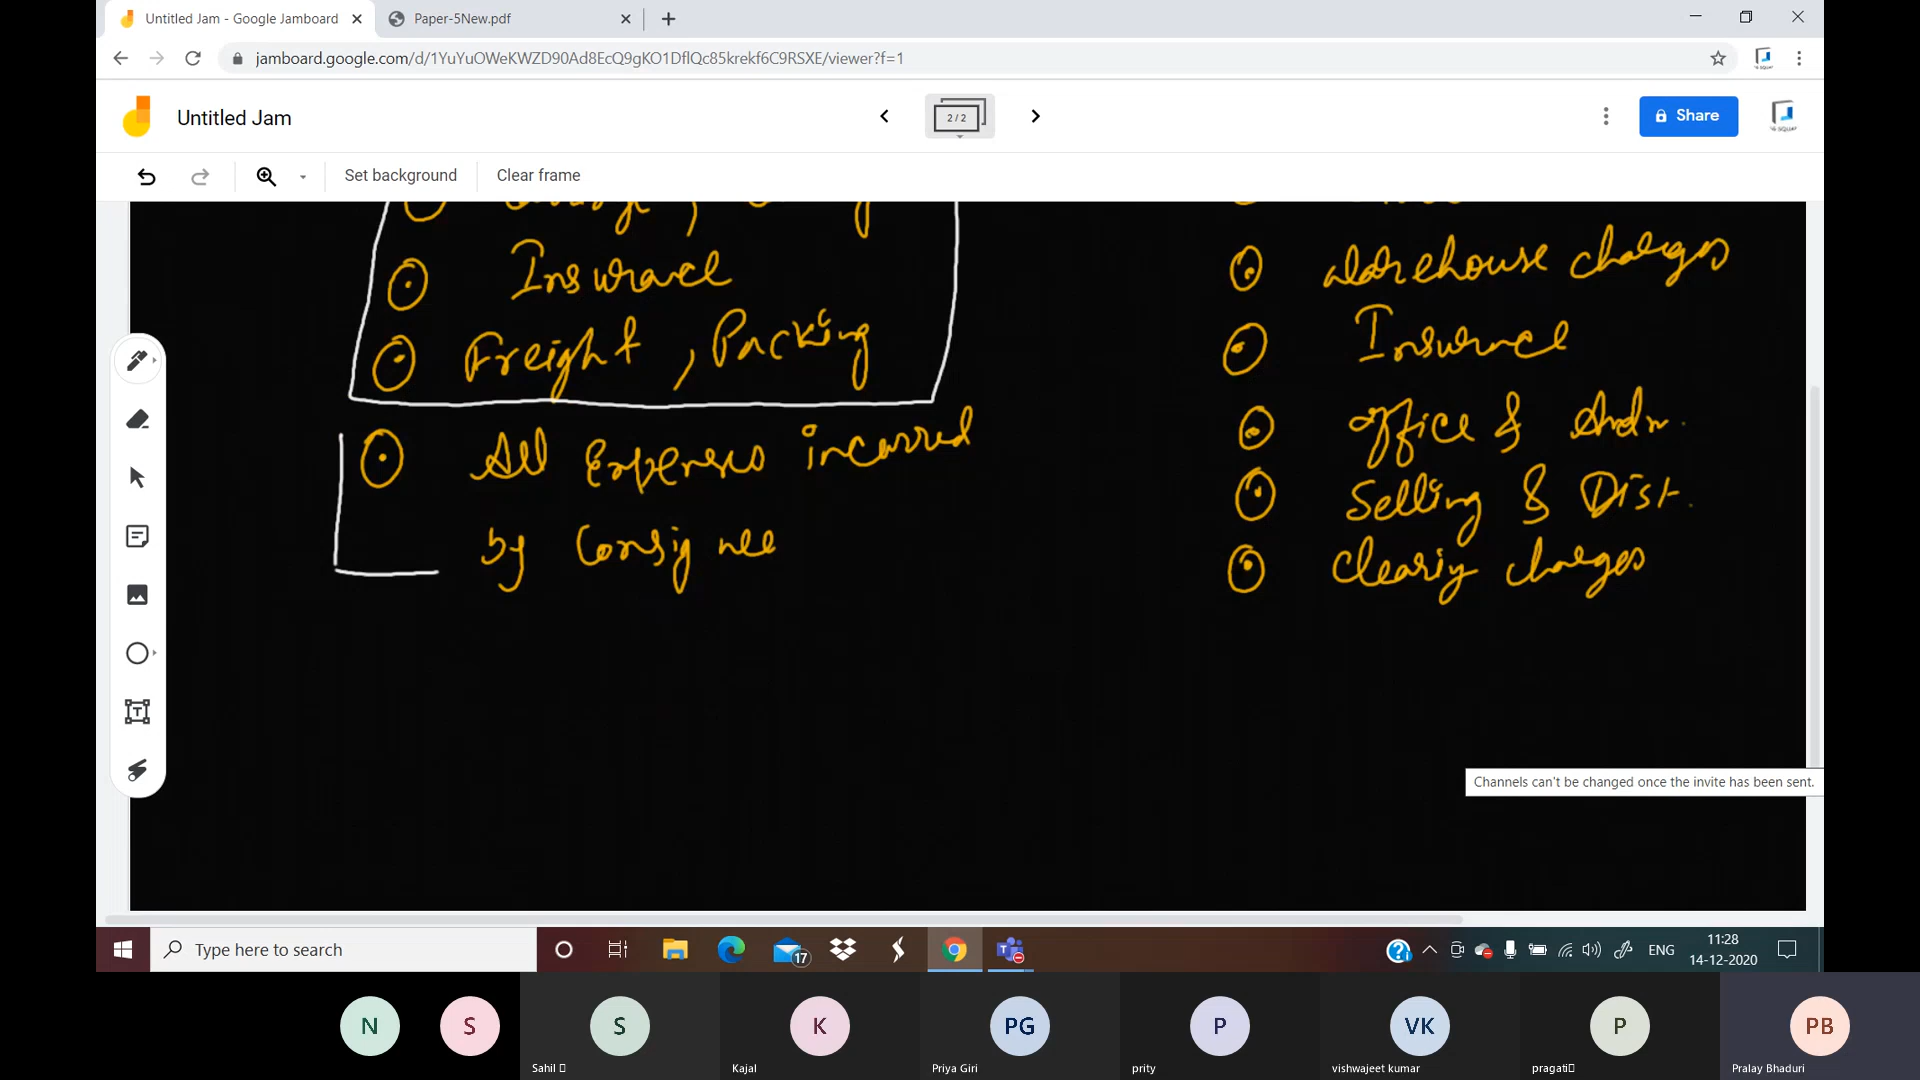 Untitled Jam - Google Jamboard
Paper-5New.pdf
jamboard.google.com/d/1YuYuOWeKWZD90Ad8EcQ9gKO1DflQc85krekf6C9RSXE/viewer?f=1
Untitled Jam
2 / 2
Share
Set background
Clear frame
Insurance
Freight, Packing
All Expenses incurred
by Consignee
Warehouse charges
Insurance
office & Adm.
Selling & Dist.
Clearing charges
Channels can't be changed once the invite has been sent.
Type here to search
17
ENG
11:28
14-12-2020
N
S
S
K
PG
P
VK
P
PB
Sahil
Kajal
Priya Giri
prity
vishwajeet kumar
pragati
Pralay Bhaduri